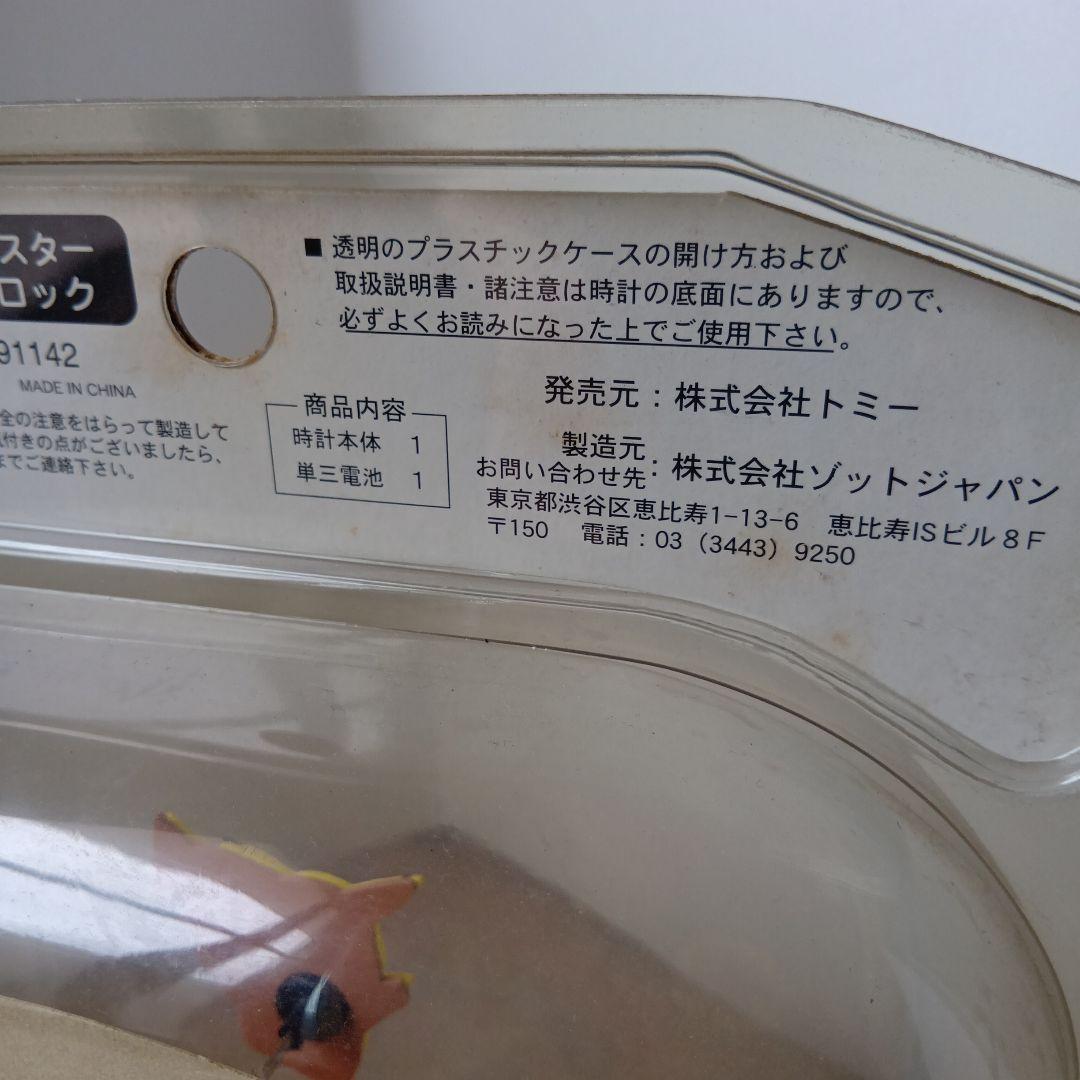 スター
ロック
91142
MADE IN CHINA
全の注意をはらって製造して
付きの点がございましたら、
までご連絡下さい。
■ 透明のプラスチックケースの開け方および
取扱説明書・諸注意は時計の底面にありますので、
必ずよくお読みになった上でご使用下さい。
商品内容
時計本体 1
単三電池 1
発売元：株式会社トミー
製造元
お問い合わせ先：株式会社ゾットジャパン
東京都渋谷区恵比寿1-13-6 恵比寿ISビル8F
〒150 電話：03（3443）9250